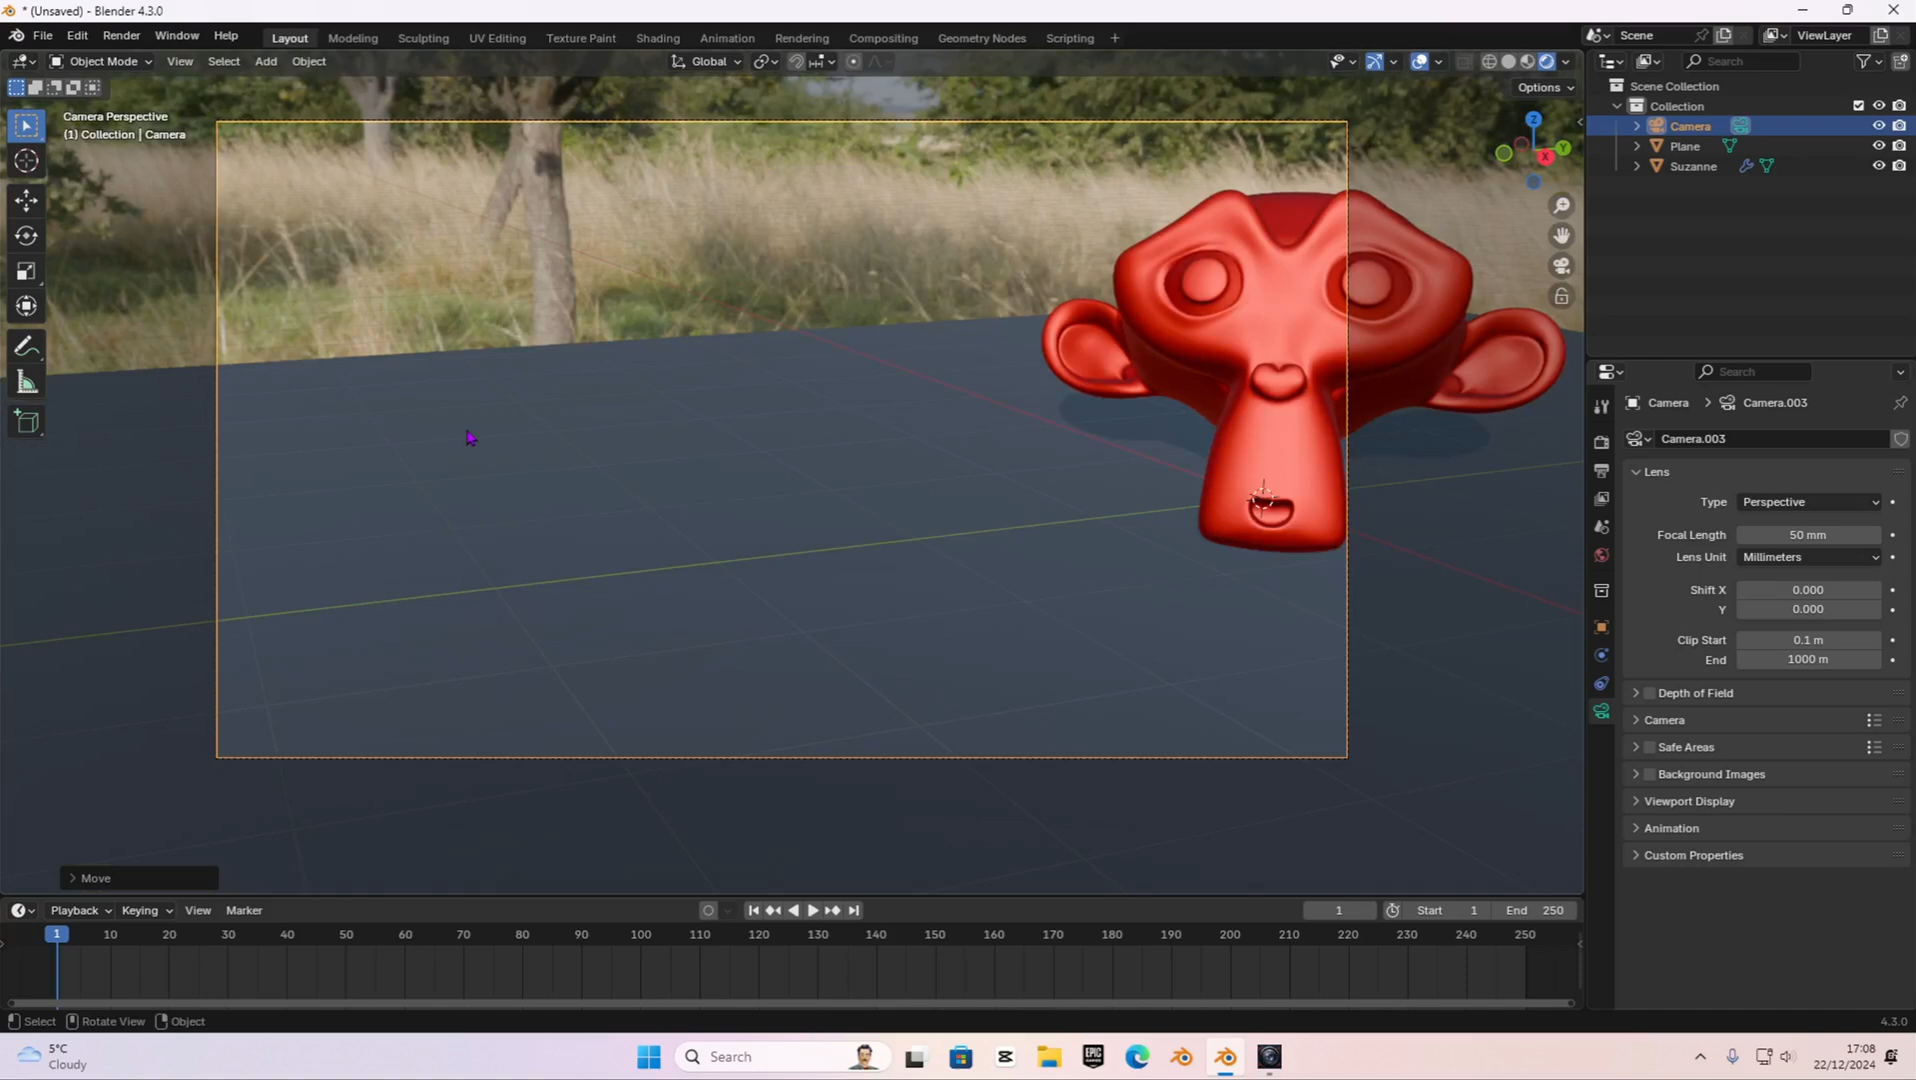 * (Unsaved) - Blender 4.3.0
File Edit Render Window Help Layout Modeling Sculpting UV Editing Texture Paint Shading Animation Rendering Compositing Geometry Nodes Scripting + Scene ViewLayer
Object Mode View Select Add Object Global Search
Options
Scene Collection
Collection
Camera
Plane
Suzanne
Camera Perspective
(1) Collection | Camera
Z
Y
X
Search
Camera > Camera.003
Camera.003
Lens
Type Perspective
Focal Length 50 mm
Lens Unit Millimeters
Shift X 0.000
Y 0.000
Clip Start 0.1 m
End 1000 m
Depth of Field
Camera
Safe Areas
Background Images
Viewport Display
Animation
Custom Properties
Move
Playback Keying View Marker 1 Start 1 End 250
1 10 20 30 40 50 60 70 80 90 100 110 120 130 140 150 160 170 180 190 200 210 220 230 240 250
Select Rotate View Object 4.3.0
5°C
Cloudy
Search
EPIC
GAMES
17:08
22/12/2024